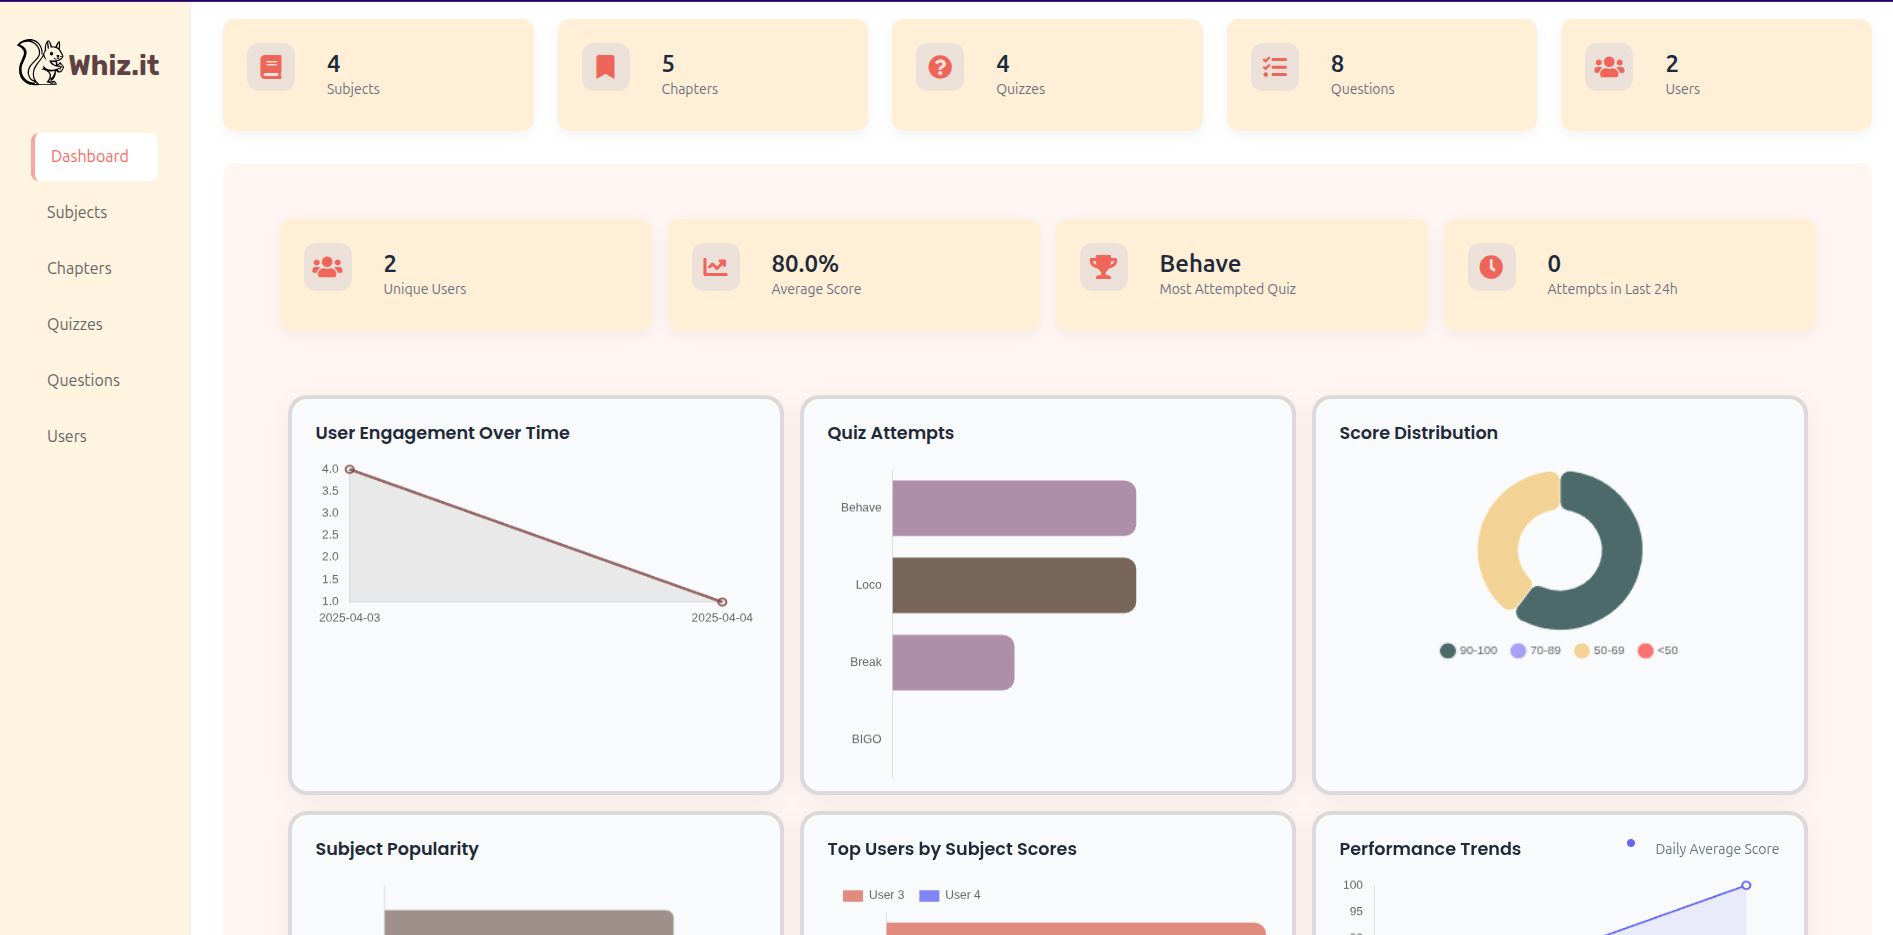 Whiz.it
Dashboard
Subjects
Chapters
Quizzes
Questions
Users
4
Subjects
5
Chapters
4
Quizzes
8
Questions
2
Users
2
Unique Users
80.0%
Average Score
Behave
Most Attempted Quiz
0
Attempts in Last 24h
User Engagement Over Time
4.0
3.5
3.0
2.5
2.0
1.5
1.0
2025-04-03 2025-04-04
Quiz Attempts
Behave
Loco
Break
BIGO
Score Distribution
90-100 70-89 50-69 <50
Subject Popularity
Top Users by Subject Scores
User 3 User 4
Performance Trends
Daily Average Score
100
95